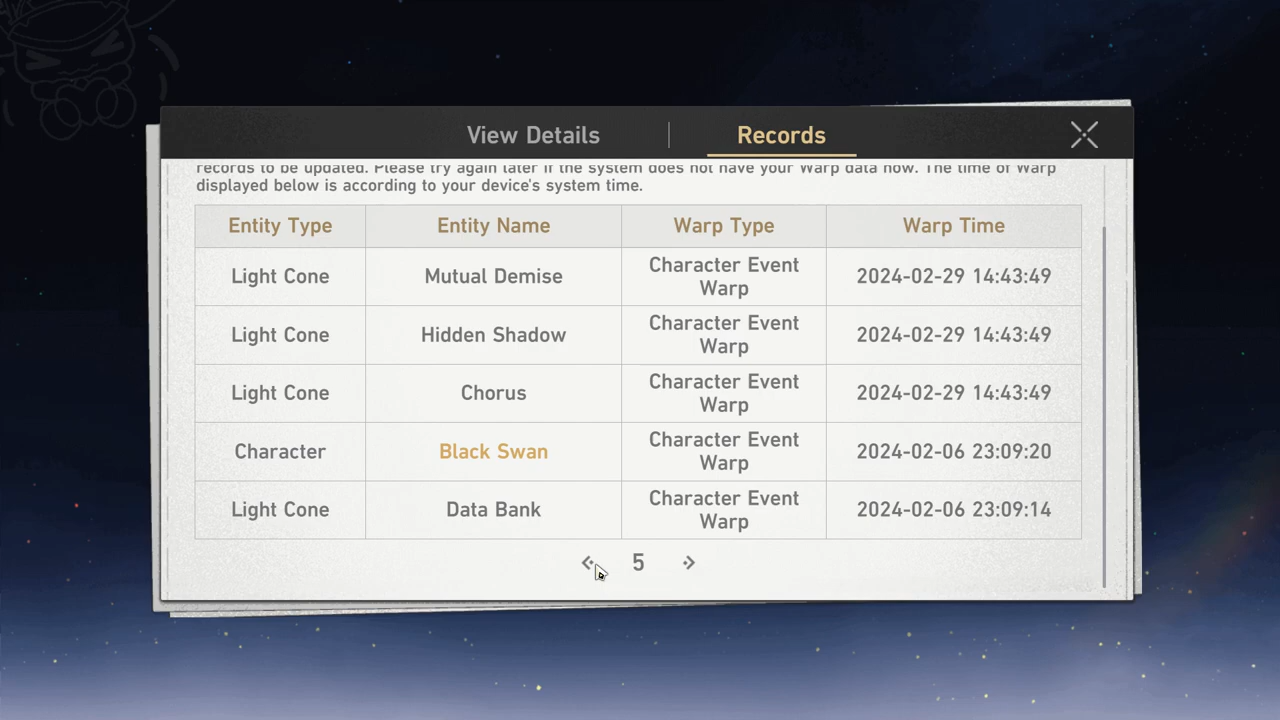 View Details
Records
records to be updated. Please try again later if the system does not have your Warp data now. The time of Warp
displayed below is according to your device's system time.
Entity Type Entity Name Warp Type Warp Time
Light Cone Mutual Demise Character Event Warp 2024-02-29 14:43:49
Light Cone Hidden Shadow Character Event Warp 2024-02-29 14:43:49
Light Cone Chorus Character Event Warp 2024-02-29 14:43:49
Character Black Swan Character Event Warp 2024-02-06 23:09:20
Light Cone Data Bank Character Event Warp 2024-02-06 23:09:14
5